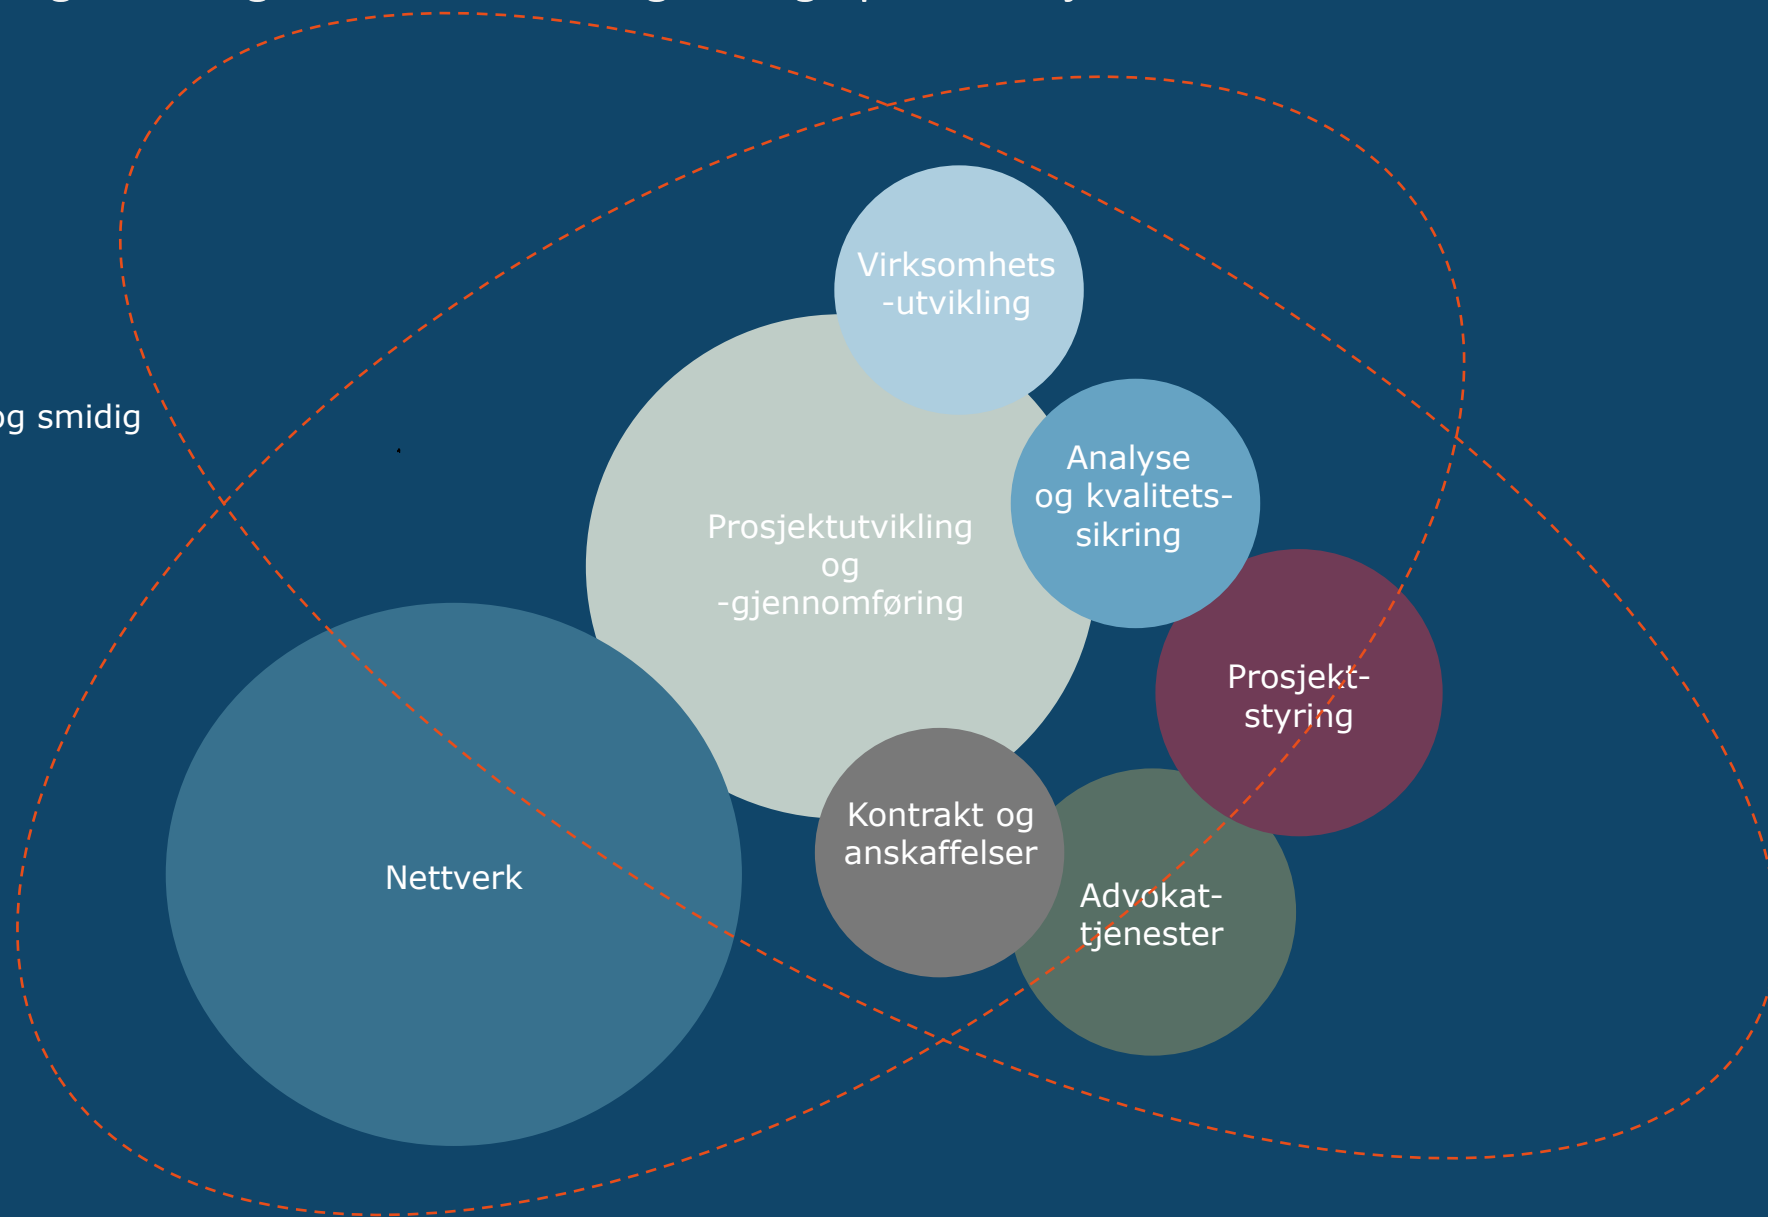 Virksomhets
-utvikling
og smidig
Analyse
og kvalitets-
sikring
Prosjektutvikling
og
-gjennomføring
Prosjekt-
styring
Kontrakt og
anskaffelser
Nettverk
Advokat-
tjenester